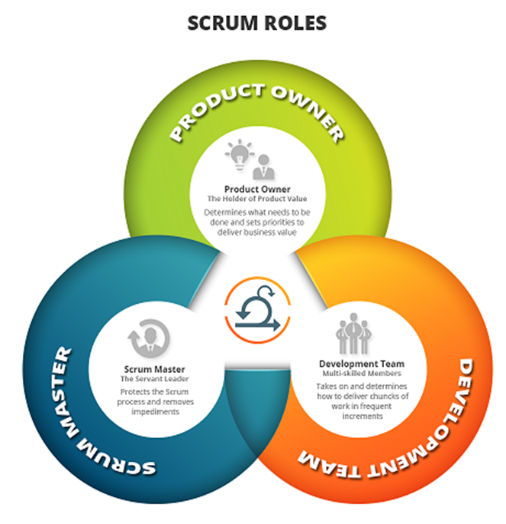 SCRUM ROLES
PRODUCT OWNER
Product Owner
The Holder of Product Value
Determines what needs to be
done and sets priorities to
deliver business value
SCRUM MASTER
Scrum Master
The Servant Leader
Protects the Scrum
process and removes
impediments
DEVELOPMENT TEAM
Development Team
Multi-skilled Members
Takes on and determines
how to deliver chuncks of
work in frequent
increments